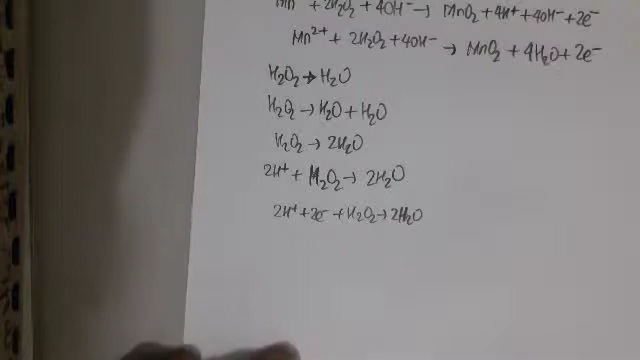 Mn + 2H₂O₂ + 4OH⁻ → MnO₂ + 4H⁺ + 4OH⁻ + 2e⁻
Mn²⁺ + 2H₂O₂ + 4OH⁻ → MnO₂ + 4H₂O + 2e⁻
H₂O₂ → H₂O
H₂O₂ → H₂O + H₂O
H₂O₂ → 2H₂O
2H⁺ + H₂O₂ → 2H₂O
2H⁺ + 2e⁻ + H₂O₂ → 2H₂O